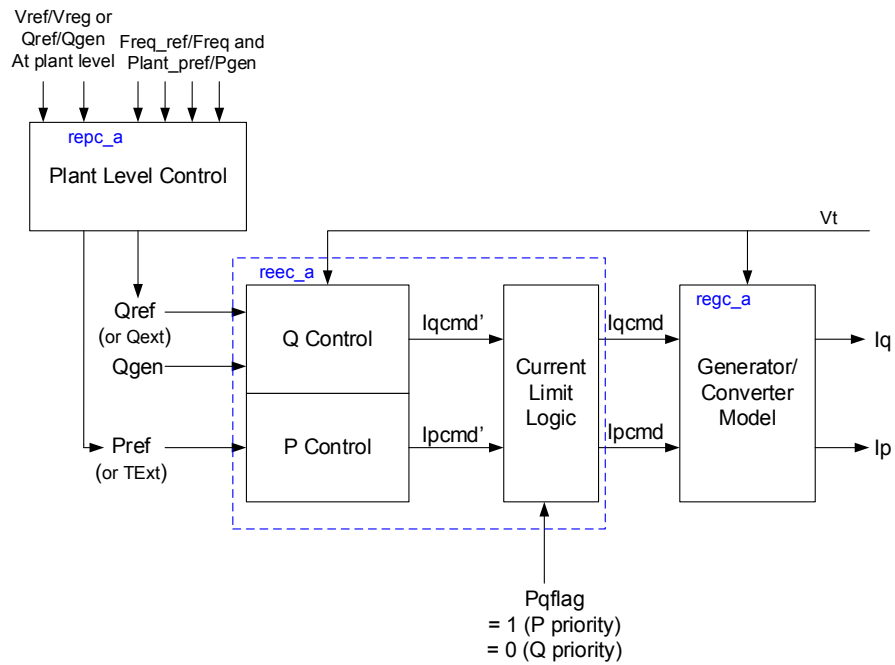 Vref/Vreg or
Qref/Qgen
At plant level
Freq_ref/Freq and
Plant_pref/Pgen
repc_a
Plant Level Control
Vt
reec_a
regc_a
Qref
(or Qext)
Qgen
Pref
(or TExt)
Q Control
P Control
Iqcmd’
Ipcmd’
Current
Limit
Logic
Iqcmd
Ipcmd
Generator/
Converter
Model
Iq
Ip
Pqflag
= 1 (P priority)
= 0 (Q priority)